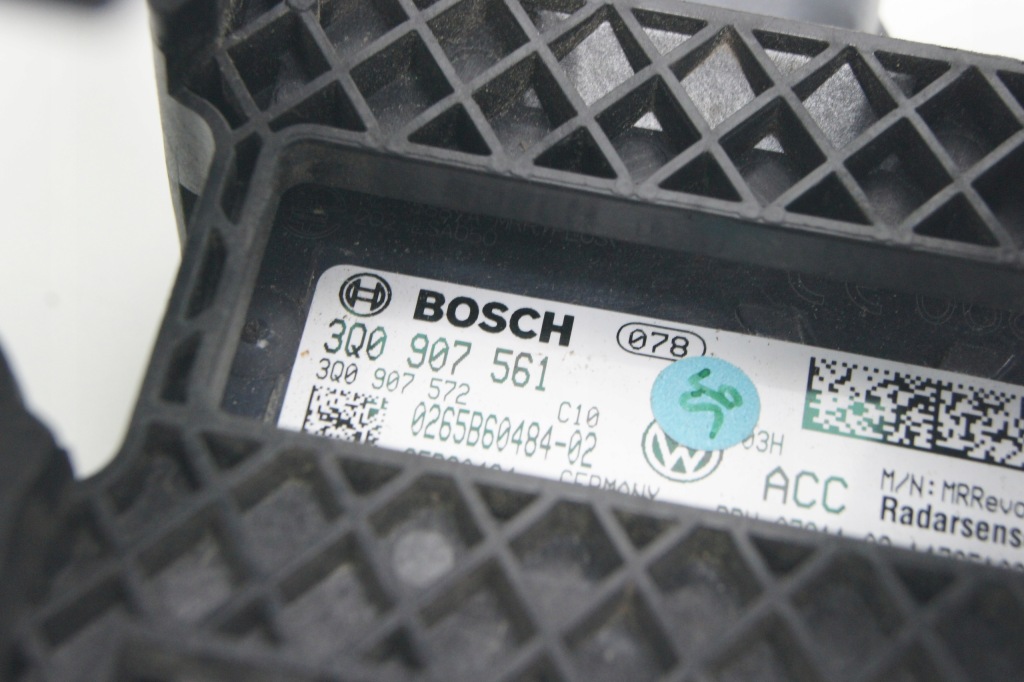 BOSCH 078
3Q0 907 561
3Q0 907 572 C10
0265B60484-02 03H
GERMANY ACC M/N: MRRevo
Radarsens